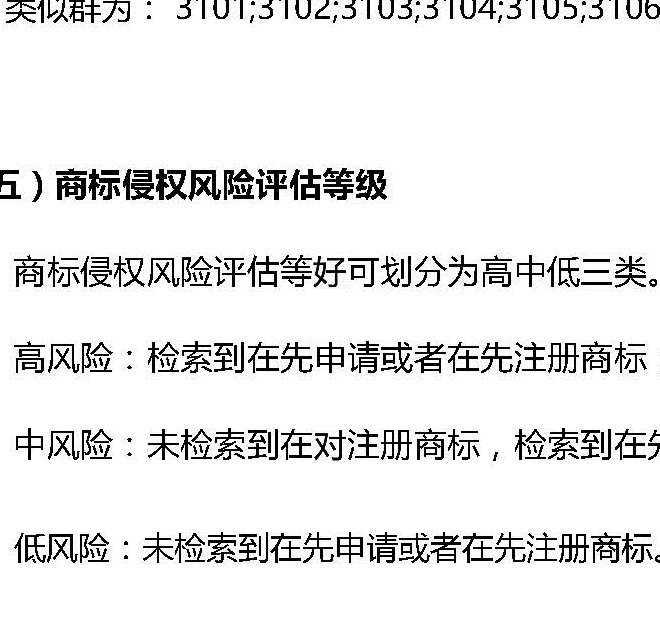 类似群为： 3101;3102;3103;3104;3105;3106
五）商标侵权风险评估等级
商标侵权风险评估等好可划分为高中低三类。
高风险：检索到在先申请或者在先注册商标；
中风险：未检索到在对注册商标，检索到在先
低风险：未检索到在先申请或者在先注册商标。